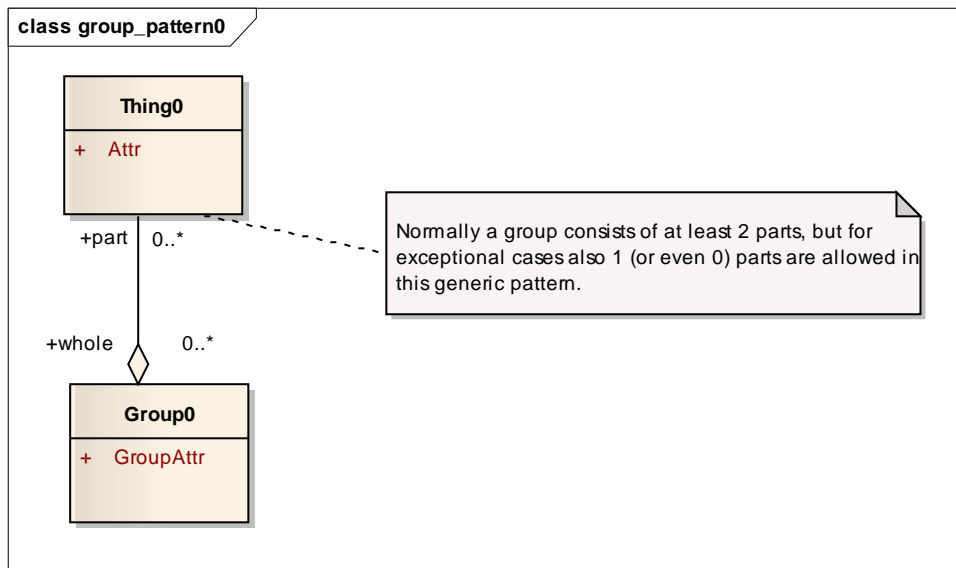 class group_pattern0
Thing0
+ Attr
+part 0..*
Normally a group consists of at least 2 parts, but for
exceptional cases also 1 (or even 0) parts are allowed in
this generic pattern.
+whole 0..*
Group0
+ GroupAttr